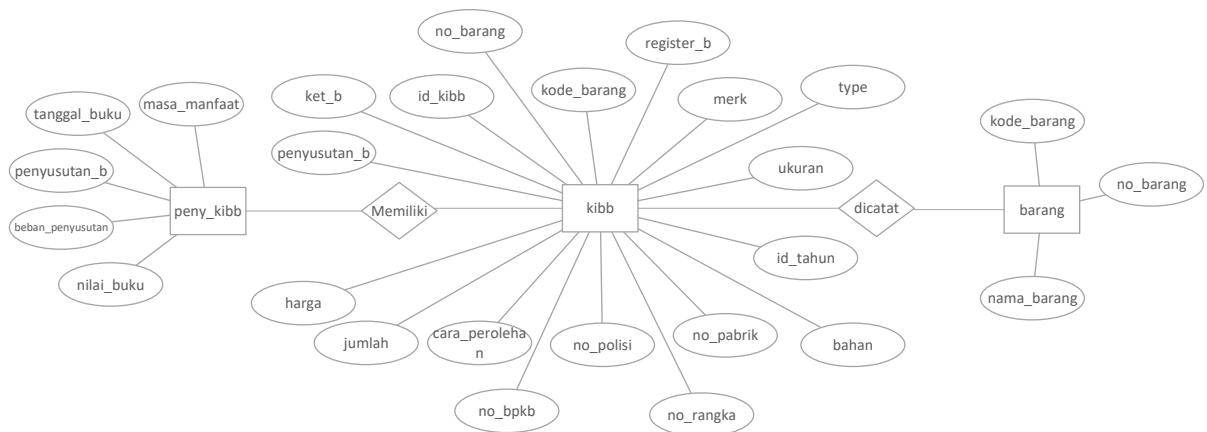 no_barang
register_b
ket_b
id_kibb
kode_barang
merk
type
masa_manfaat
tanggal_buku
penyusutan_b
penyusutan_b
ukuran
kode_barang
no_barang
peny_kibb
Memiliki
kibb
dicatat
barang
beban_penyusutan
nilai_buku
id_tahun
nama_barang
harga
jumlah
cara_peroleha
n
no_polisi
no_pabrik
bahan
no_bpkb
no_rangka